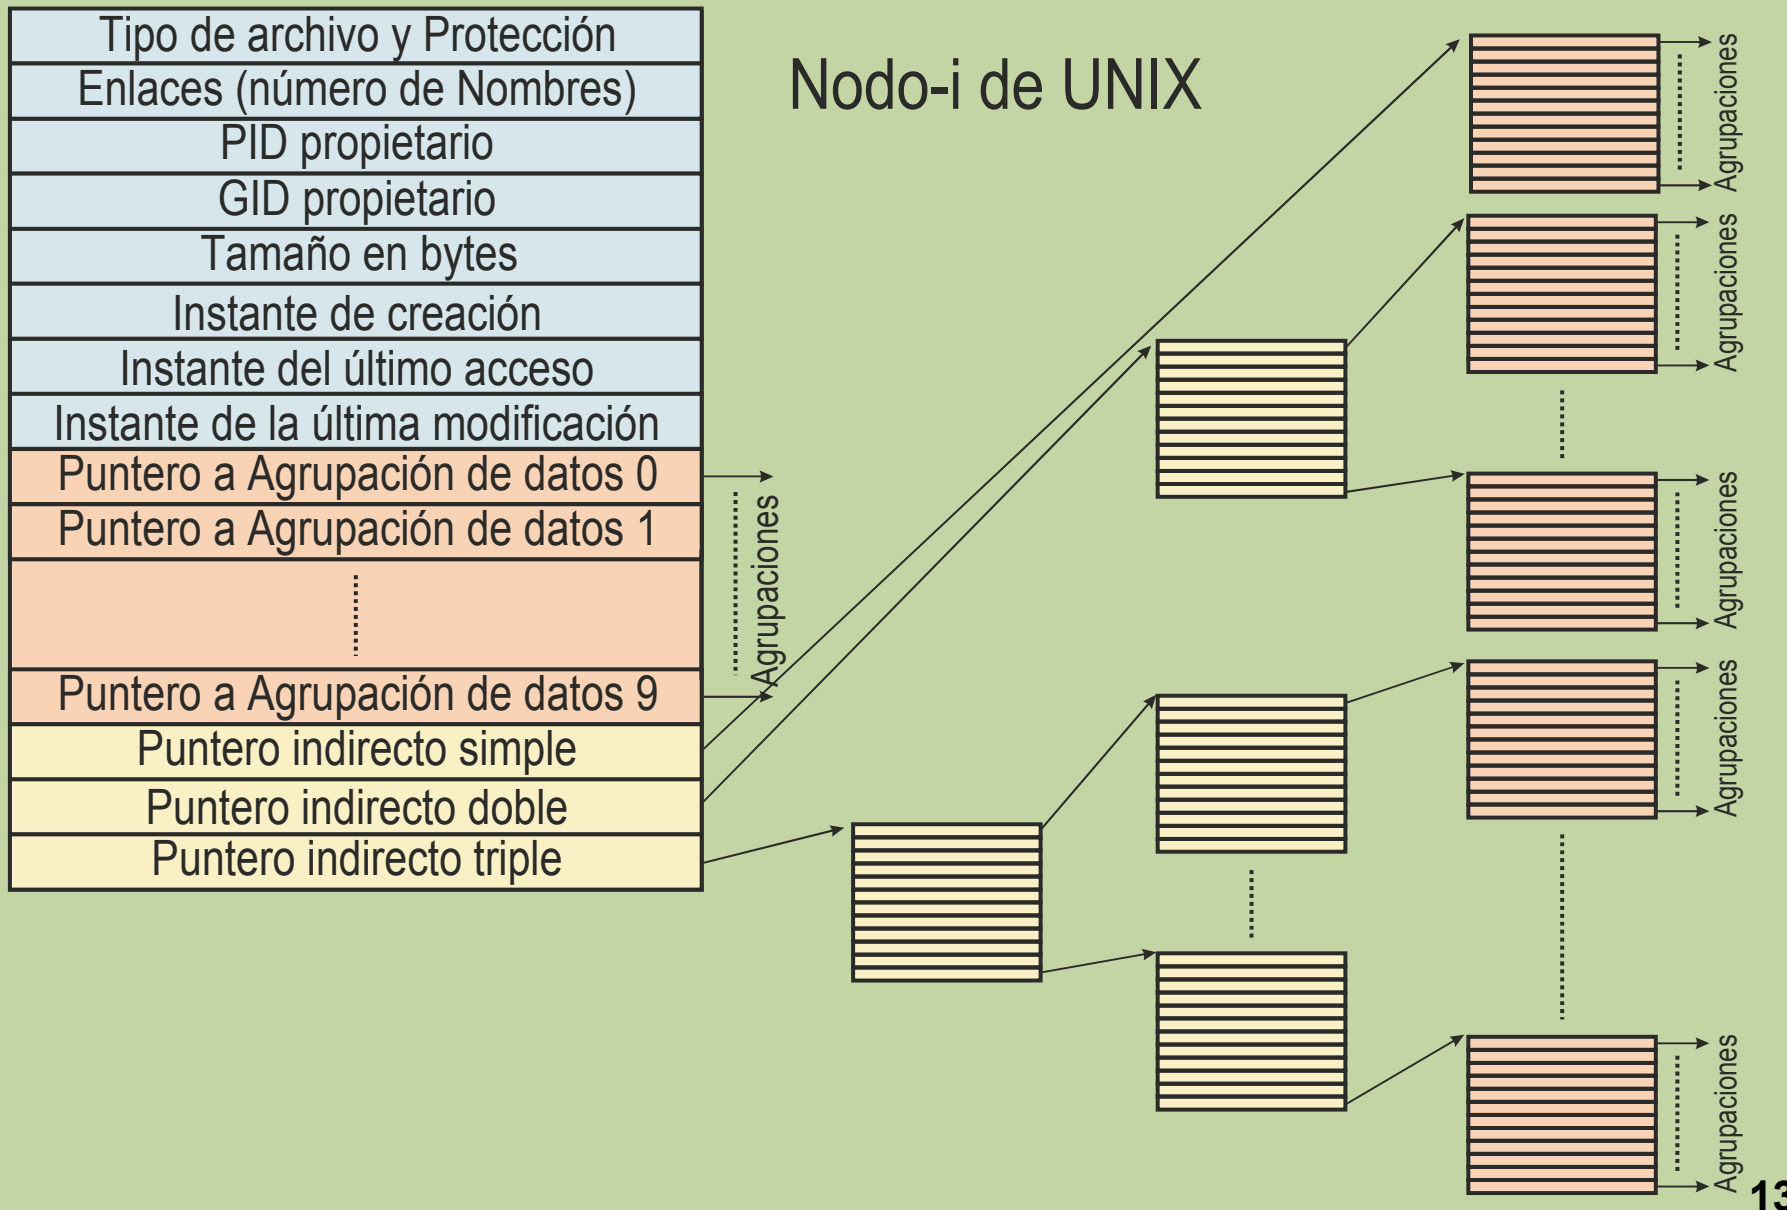 Nodo-i de UNIX
Tipo de archivo y Protección
Enlaces (número de Nombres)
PID propietario
GID propietario
Tamaño en bytes
Instante de creación
Instante del último acceso
Instante de la última modificación
Puntero a Agrupación de datos 0
Puntero a Agrupación de datos 1
Puntero a Agrupación de datos 9
Puntero indirecto simple
Puntero indirecto doble
Puntero indirecto triple
Agrupaciones
Agrupaciones
Agrupaciones
Agrupaciones
Agrupaciones
Agrupaciones
13